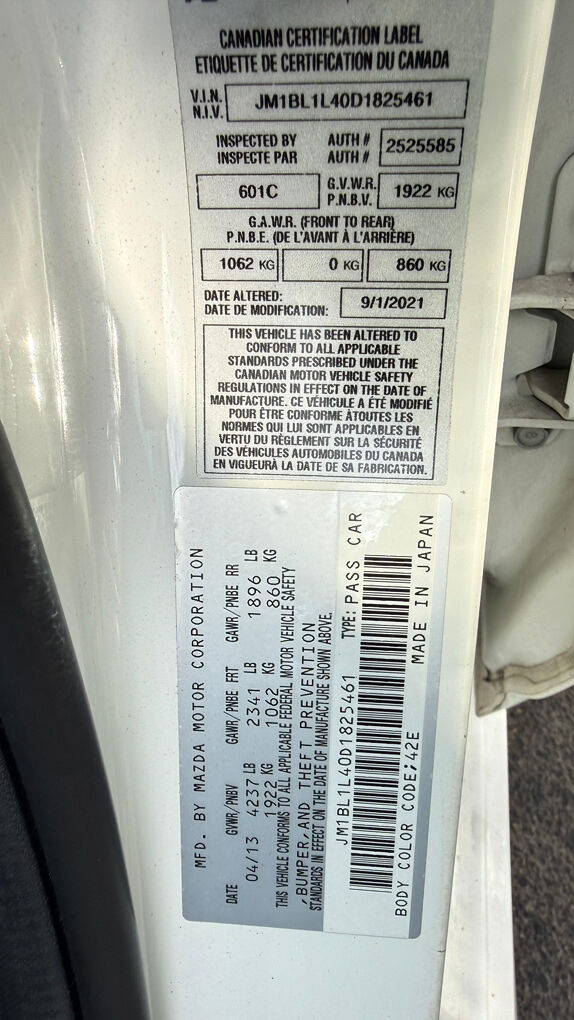 CANADIAN CERTIFICATION LABEL
ETIQUETTE DE CERTIFICATION DU CANADA
V.I.N. JM1BL1L40D1825461
N.I.V.
INSPECTED BY AUTH # 2525585
INSPECTE PAR AUTH #
601C G.V.W.R. 1922 KG
P.N.B.V.
G.A.W.R. (FRONT TO REAR)
P.N.B.E. (DE L'AVANT À L'ARRIÈRE)
1062 KG 0 KG 860 KG
DATE ALTERED: 9/1/2021
DATE DE MODIFICATION:
THIS VEHICLE HAS BEEN ALTERED TO
CONFORM TO ALL APPLICABLE
STANDARDS PRESCRIBED UNDER THE
CANADIAN MOTOR VEHICLE SAFETY
REGULATIONS IN EFFECT ON THE DATE OF
MANUFACTURE. CE VÉHICULE A ÉTÉ MODIFIÉ
POUR ÊTRE CONFORME ÀTOUTES LES
NORMES QUI LUI SONT APPLICABLES EN
VERTU DU RÈGLEMENT SUR LA SÉCURITÉ
DES VÉHICULES AUTOMOBILES DU CANADA
EN VIGUEURÀ LA DATE DE SA FABRICATION.
MFD. BY MAZDA MOTOR CORPORATION
DATE GVWR/PNBV GAWR/PNBE FRT GAWR/PNBE RR
04/13 4237 LB 2341 LB 1896 LB
1922 KG 1062 KG 860 KG
THIS VEHICLE CONFORMS TO ALL APPLICABLE FEDERAL MOTOR VEHICLE SAFETY
,BUMPER,AND THEFT PREVENTION
STANDARDS IN EFFECT ON THE DATE OF MANUFACTURE SHOWN ABOVE.
JM1BL1L40D1825461 TYPE: PASS CAR
BODY COLOR CODE;42E MADE IN JAPAN